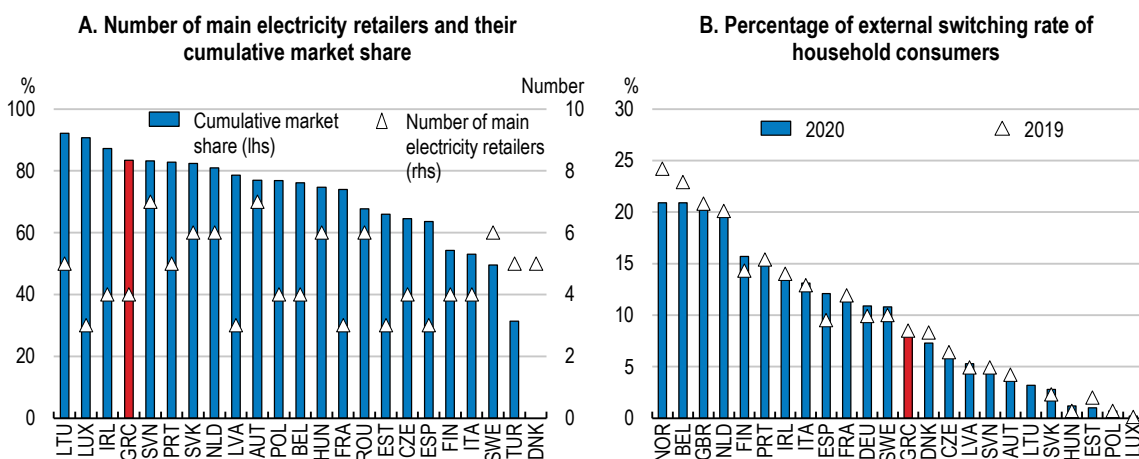 A. Number of main electricity retailers and their
cumulative market share
%
Number
100
80
60
40
20
0
10
8
6
4
2
0
Cumulative market
share (lhs)
Number of main
electricity retailers
(rhs)
LTU
LUX
IRL
GRC
SVN
PRT
SVK
NLD
LVA
AUT
POL
BEL
HUN
FRA
ROU
EST
CZE
ESP
FIN
ITA
SWE
TUR
DNK
B. Percentage of external switching rate of
household consumers
%
30
25
20
15
10
5
0
2020
2019
NOR
BEL
GBR
NLD
FIN
PRT
IRL
ITA
ESP
FRA
DEU
SWE
GRC
DNK
CZE
LVA
SVN
AUT
LTU
SVK
HUN
EST
POL
LUX